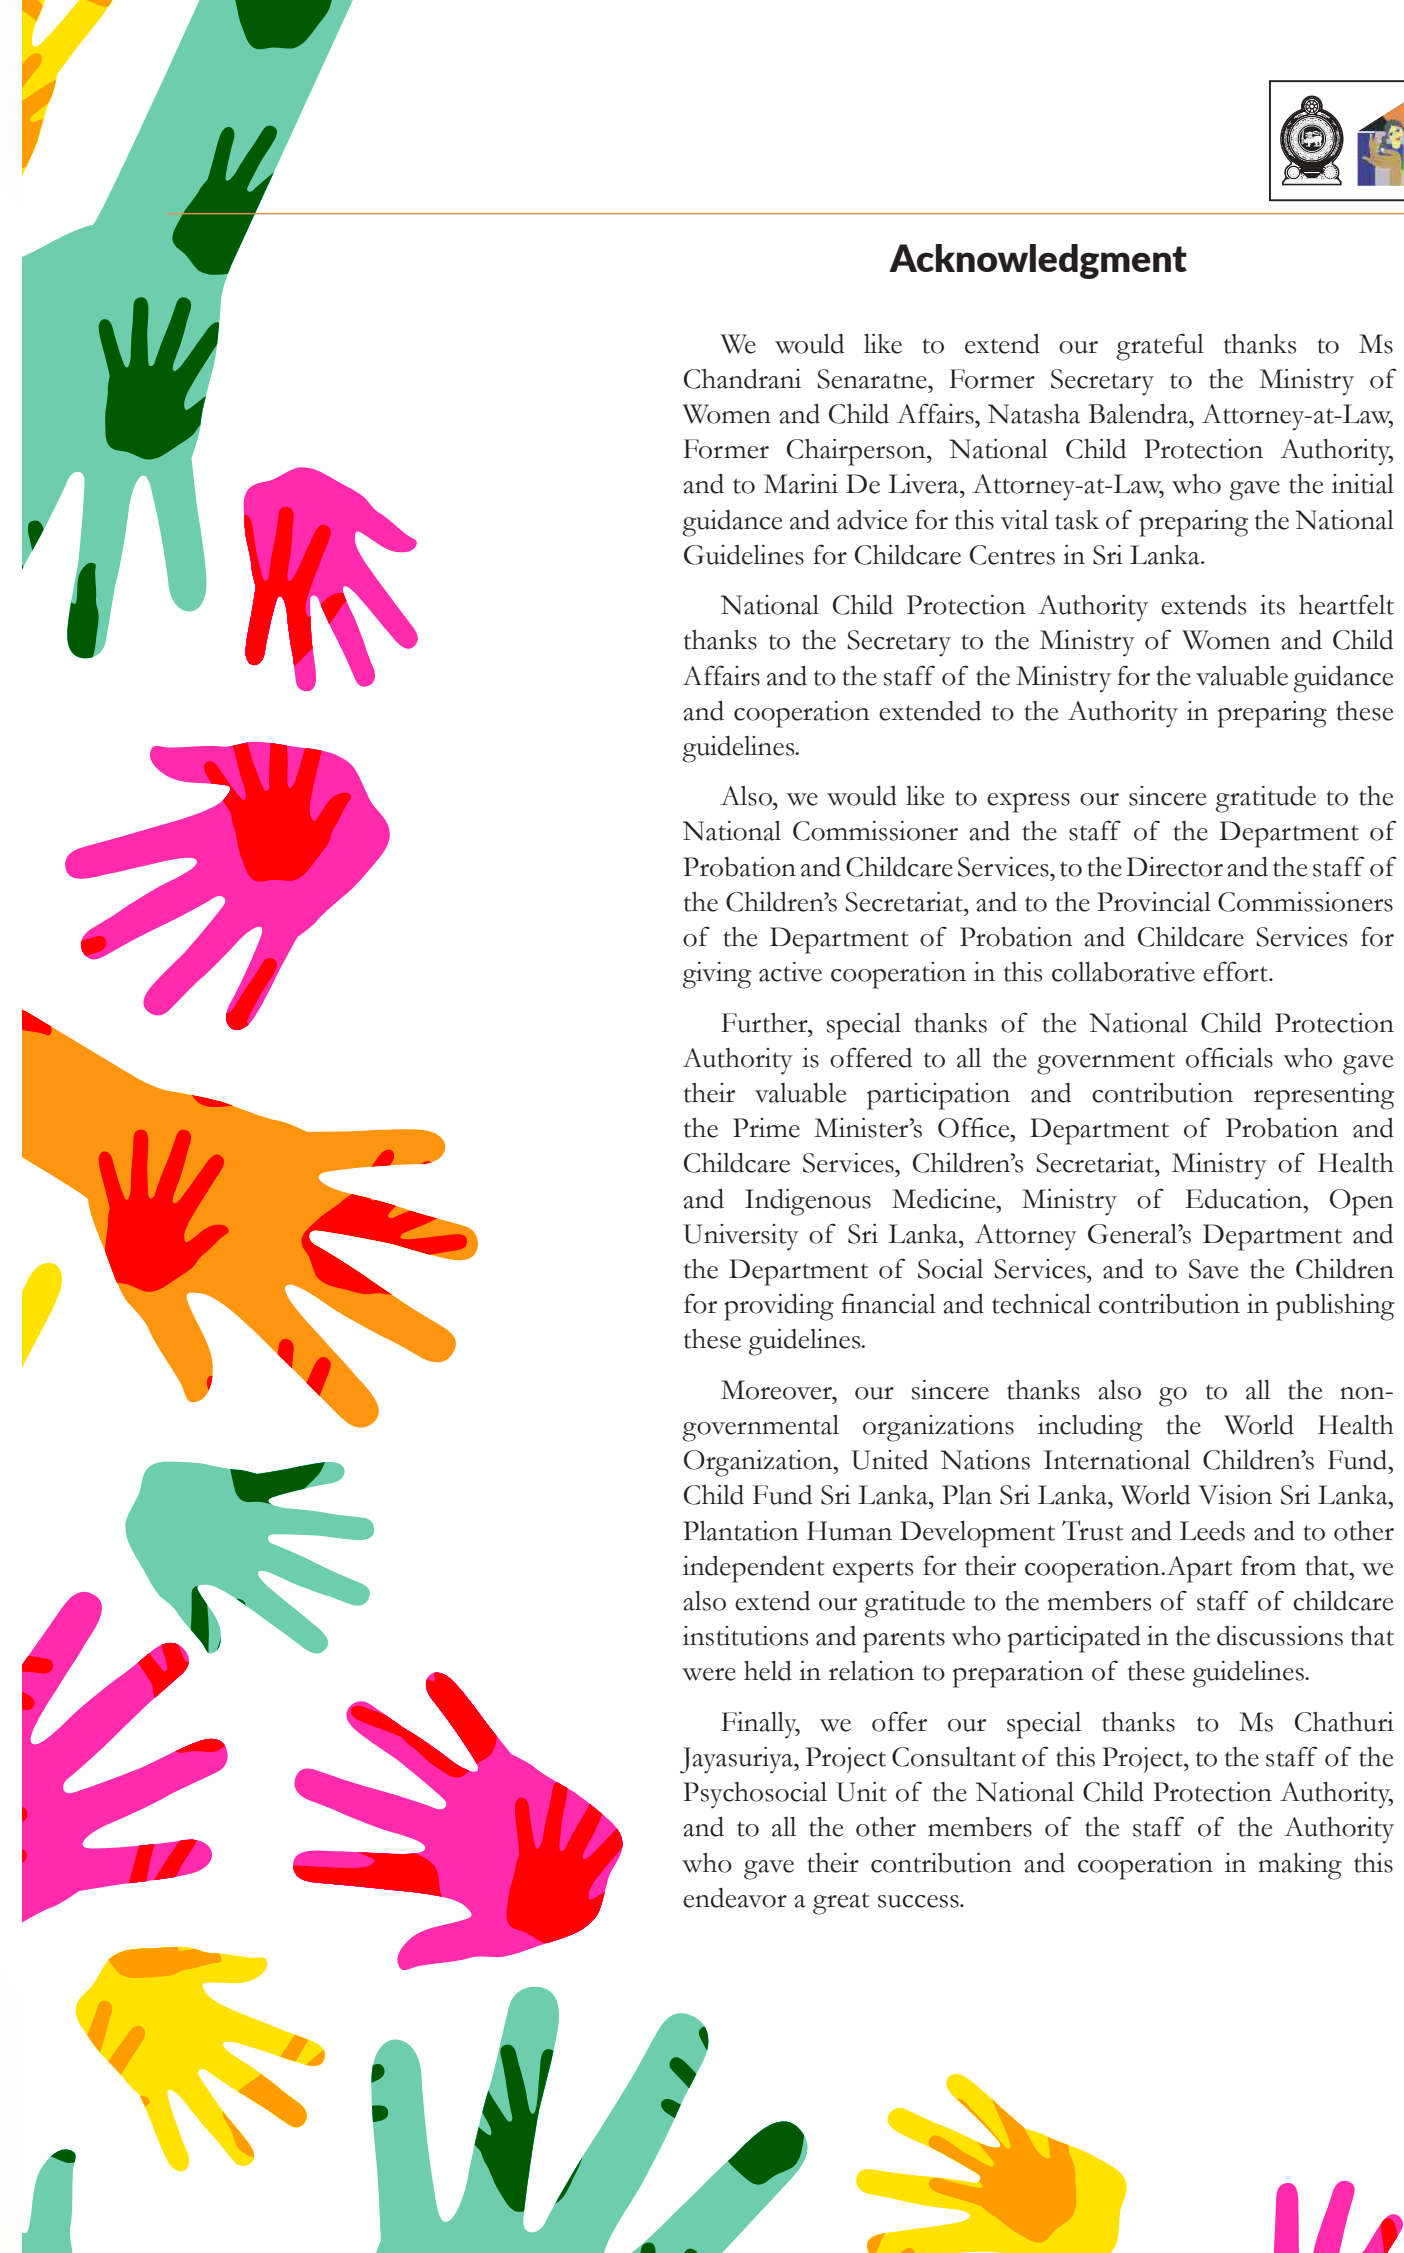 Acknowledgment
We would like to extend our grateful thanks to Ms
Chandrani Senaratne, Former Secretary to the Ministry of
Women and Child Affairs, Natasha Balendra, Attorney-at-Law,
Former Chairperson, National Child Protection Authority,
and to Marini De Livera, Attorney-at-Law, who gave the initial
guidance and advice for this vital task of preparing the National
Guidelines for Childcare Centres in Sri Lanka.
National Child Protection Authority extends its heartfelt
thanks to the Secretary to the Ministry of Women and Child
Affairs and to the staff of the Ministry for the valuable guidance
and cooperation extended to the Authority in preparing these
guidelines.
Also, we would like to express our sincere gratitude to the
National Commissioner and the staff of the Department of
Probation and Childcare Services, to the Director and the staff of
the Children’s Secretariat, and to the Provincial Commissioners
of the Department of Probation and Childcare Services for
giving active cooperation in this collaborative effort.
Further, special thanks of the National Child Protection
Authority is offered to all the government officials who gave
their valuable participation and contribution representing
the Prime Minister’s Office, Department of Probation and
Childcare Services, Children’s Secretariat, Ministry of Health
and Indigenous Medicine, Ministry of Education, Open
University of Sri Lanka, Attorney General’s Department and
the Department of Social Services, and to Save the Children
for providing financial and technical contribution in publishing
these guidelines.
Moreover, our sincere thanks also go to all the non-
governmental organizations including the World Health
Organization, United Nations International Children’s Fund,
Child Fund Sri Lanka, Plan Sri Lanka, World Vision Sri Lanka,
Plantation Human Development Trust and Leeds and to other
independent experts for their cooperation.Apart from that, we
also extend our gratitude to the members of staff of childcare
institutions and parents who participated in the discussions that
were held in relation to preparation of these guidelines.
Finally, we offer our special thanks to Ms Chathuri
Jayasuriya, Project Consultant of this Project, to the staff of the
Psychosocial Unit of the National Child Protection Authority,
and to all the other members of the staff of the Authority
who gave their contribution and cooperation in making this
endeavor a great success.